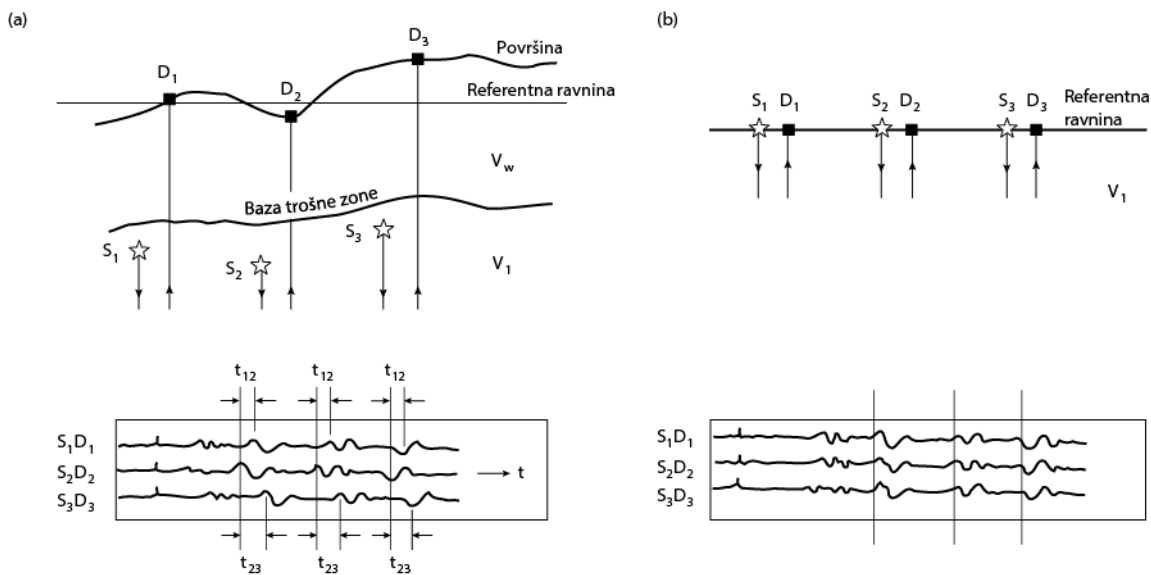 (a)
D3
Površina
D1
D2
Referentna ravnina
Vw
Baza trošne zone
S1
S2
S3
V1
t12 t12 t12
S1D1
S2D2
S3D3
t
t23 t23 t23
(b)
S1 D1 S2 D2 S3 D3
Referentna
ravnina
V1
S1D1
S2D2
S3D3